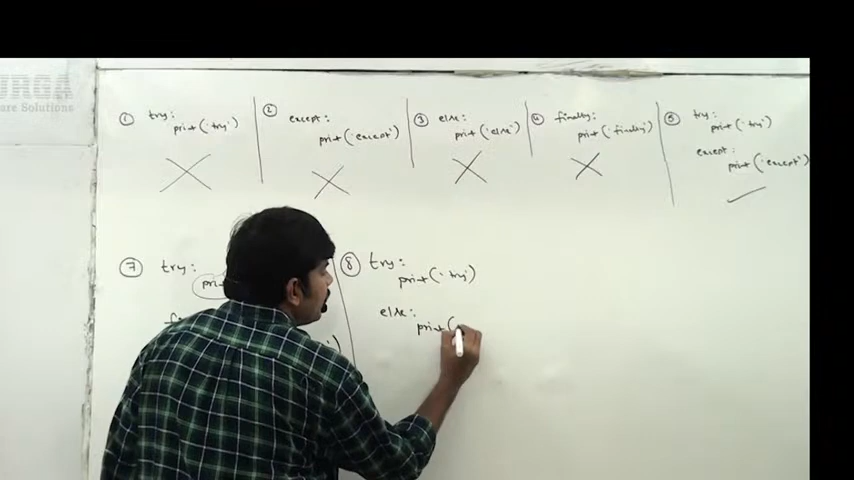 URGA
are Solutions
① try:
print('try')
② except:
print('except')
③ else:
print('else')
④ finally:
print('finally')
⑤ try:
print('try')
except:
print('except')
⑦ try:
⑧ try:
print('try')
else:
print(